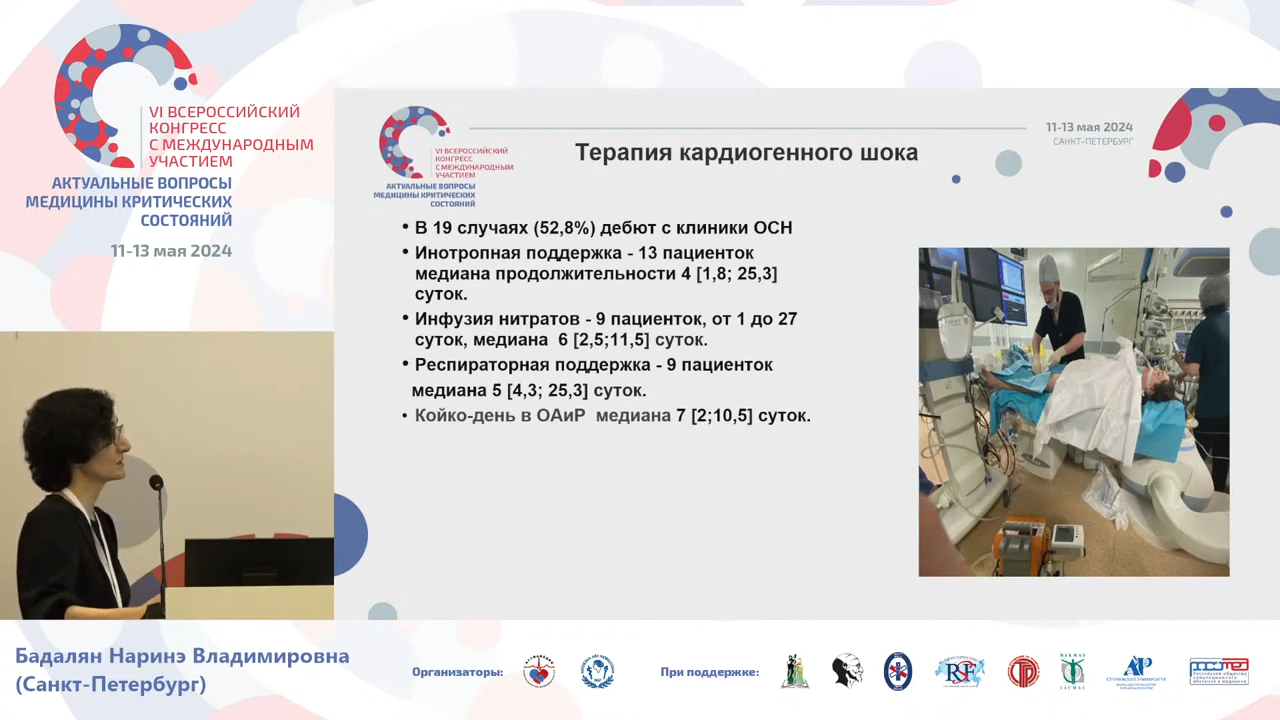 VI ВСЕРОССИЙСКИЙ
КОНГРЕСС
С МЕЖДУНАРОДНЫМ
УЧАСТИЕМ
АКТУАЛЬНЫЕ ВОПРОСЫ
МЕДИЦИНЫ КРИТИЧЕСКИХ
СОСТОЯНИЙ
11-13 мая 2024
VI ВСЕРОССИЙСКИЙ
КОНГРЕСС
С МЕЖДУНАРОДНЫМ
УЧАСТИЕМ
АКТУАЛЬНЫЕ ВОПРОСЫ
МЕДИЦИНЫ КРИТИЧЕСКИХ
СОСТОЯНИЙ
Терапия кардиогенного шока
11-13 мая 2024
САНКТ-ПЕТЕРБУРГ
• В 19 случаях (52,8%) дебют с клиники ОСН
• Инотропная поддержка - 13 пациенток
медиана продолжительности 4 [1,8; 25,3]
суток.
• Инфузия нитратов - 9 пациенток, от 1 до 27
суток, медиана 6 [2,5;11,5] суток.
• Респираторная поддержка - 9 пациенток
медиана 5 [4,3; 25,3] суток.
• Койко-день в ОАиР медиана 7 [2;10,5] суток.
Бадалян Наринэ Владимировна
(Санкт-Петербург)
Организаторы:
При поддержке: